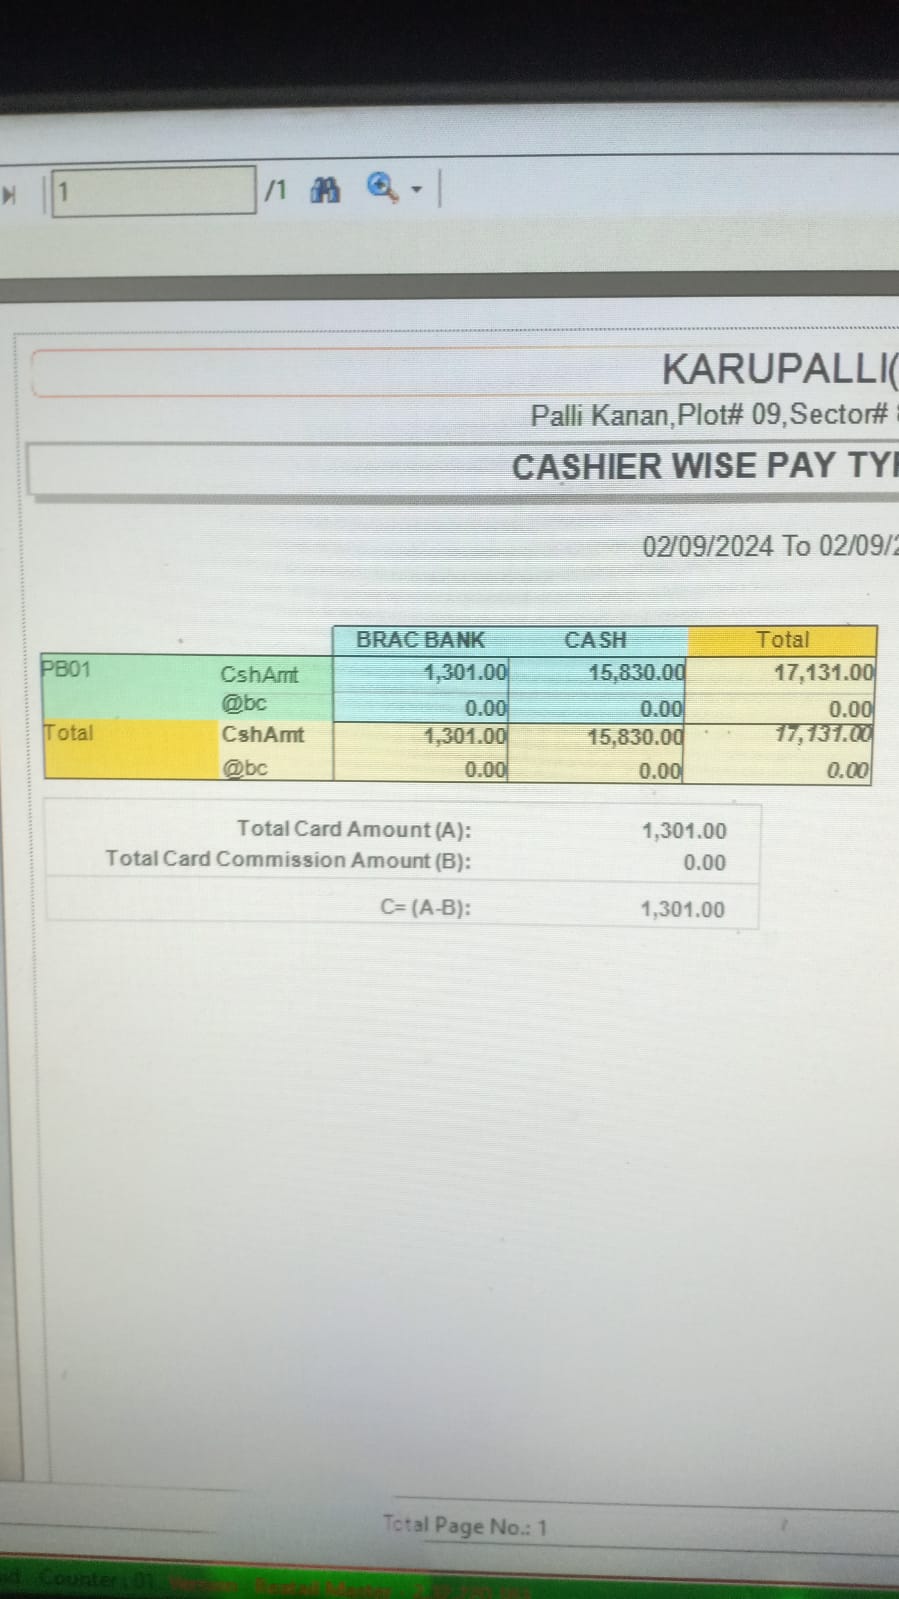 1 /1
KARUPALLI(
Palli Kanan,Plot# 09,Sector#
CASHIER WISE PAY TYP
02/09/2024 To 02/09/2
BRAC BANK CASH Total
PB01 CshAmt 1,301.00 15,830.00 17,131.00
@bc 0.00 0.00 0.00
Total CshAmt 1,301.00 15,830.00 17,131.00
@bc 0.00 0.00 0.00
Total Card Amount (A): 1,301.00
Total Card Commission Amount (B): 0.00
C= (A-B): 1,301.00
Total Page No.: 1
Counter : 01